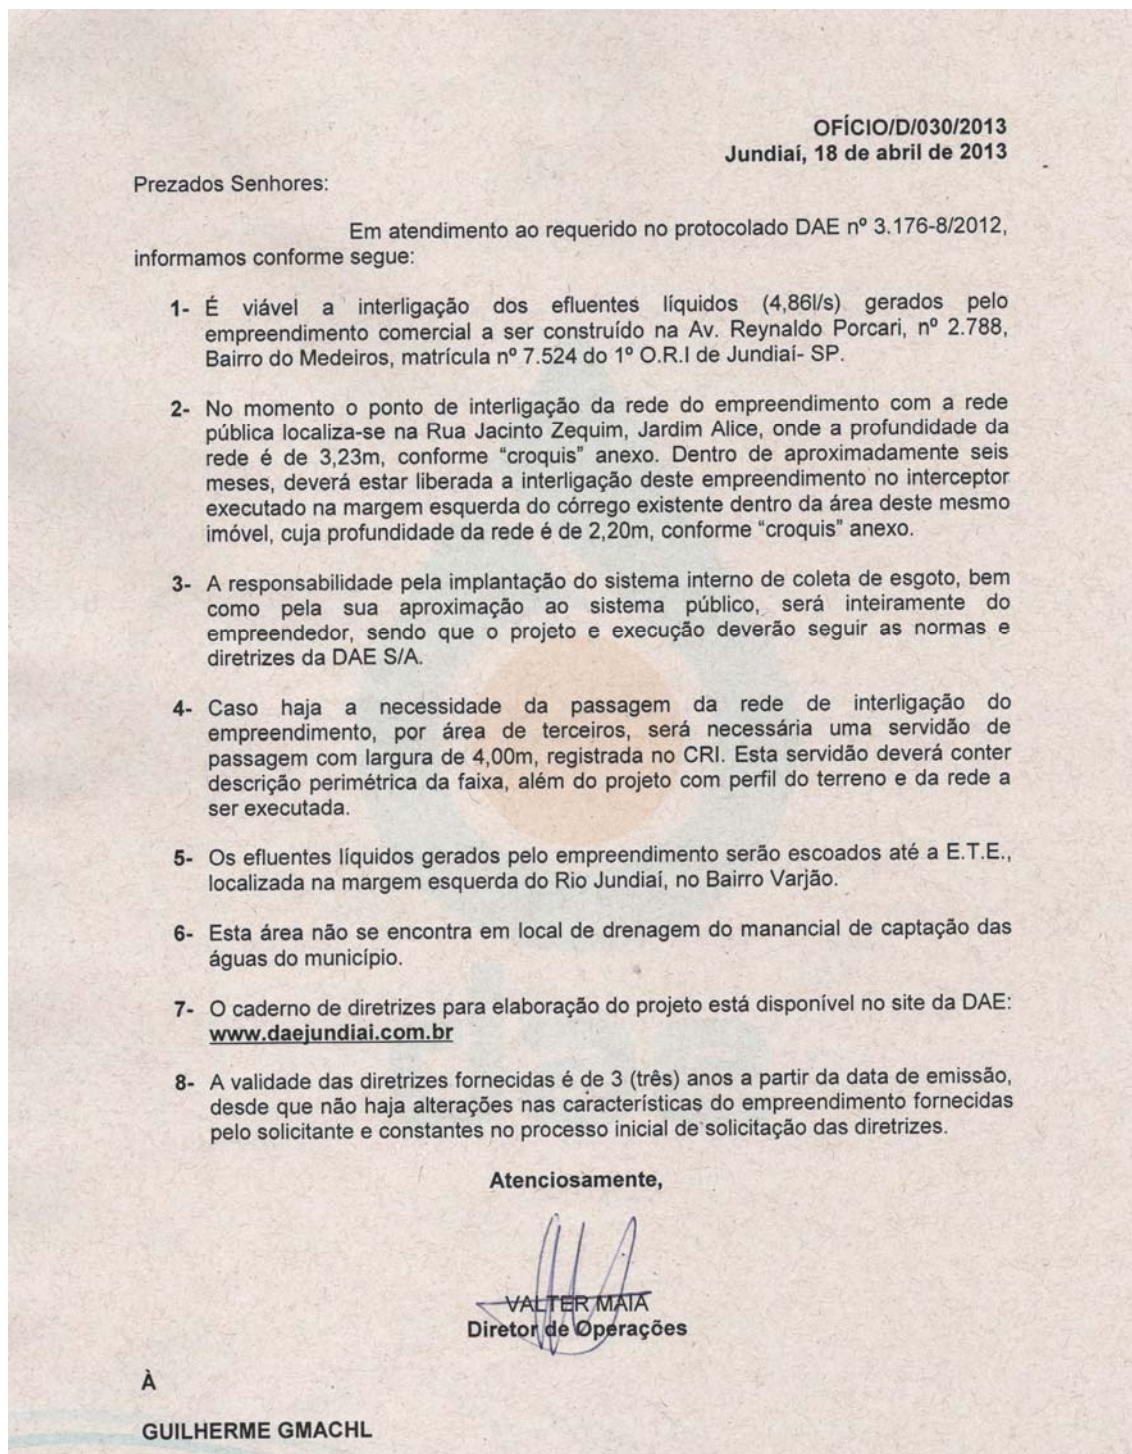 OFÍCIO/D/030/2013
Jundiaí, 18 de abril de 2013
Prezados Senhores:
Em atendimento ao requerido no protocolado DAE nº 3.176-8/2012,
informamos conforme segue:
1- É viável a interligação dos efluentes líquidos (4,86l/s) gerados pelo
empreendimento comercial a ser construído na Av. Reynaldo Porcari, nº 2.788,
Bairro do Medeiros, matrícula nº 7.524 do 1º O.R.I de Jundiaí- SP.
2- No momento o ponto de interligação da rede do empreendimento com a rede
pública localiza-se na Rua Jacinto Zequim, Jardim Alice, onde a profundidade da
rede é de 3,23m, conforme “croquis” anexo. Dentro de aproximadamente seis
meses, deverá estar liberada a interligação deste empreendimento no interceptor
executado na margem esquerda do córrego existente dentro da área deste mesmo
imóvel, cuja profundidade da rede é de 2,20m, conforme “croquis” anexo.
3- A responsabilidade pela implantação do sistema interno de coleta de esgoto, bem
como pela sua aproximação ao sistema público, será inteiramente do
empreendedor, sendo que o projeto e execução deverão seguir as normas e
diretrizes da DAE S/A.
4- Caso haja a necessidade da passagem da rede de interligação do
empreendimento, por área de terceiros, será necessária uma servidão de
passagem com largura de 4,00m, registrada no CRI. Esta servidão deverá conter
descrição perimétrica da faixa, além do projeto com perfil do terreno e da rede a
ser executada.
5- Os efluentes líquidos gerados pelo empreendimento serão escoados até a E.T.E.,
localizada na margem esquerda do Rio Jundiaí, no Bairro Varjão.
6- Esta área não se encontra em local de drenagem do manancial de captação das
águas do município.
7- O caderno de diretrizes para elaboração do projeto está disponível no site da DAE:
www.daejundiai.com.br
8- A validade das diretrizes fornecidas é de 3 (três) anos a partir da data de emissão,
desde que não haja alterações nas características do empreendimento fornecidas
pelo solicitante e constantes no processo inicial de solicitação das diretrizes.
Atenciosamente,
VALTER MAIA
Diretor de Operações
À
GUILHERME GMACHL